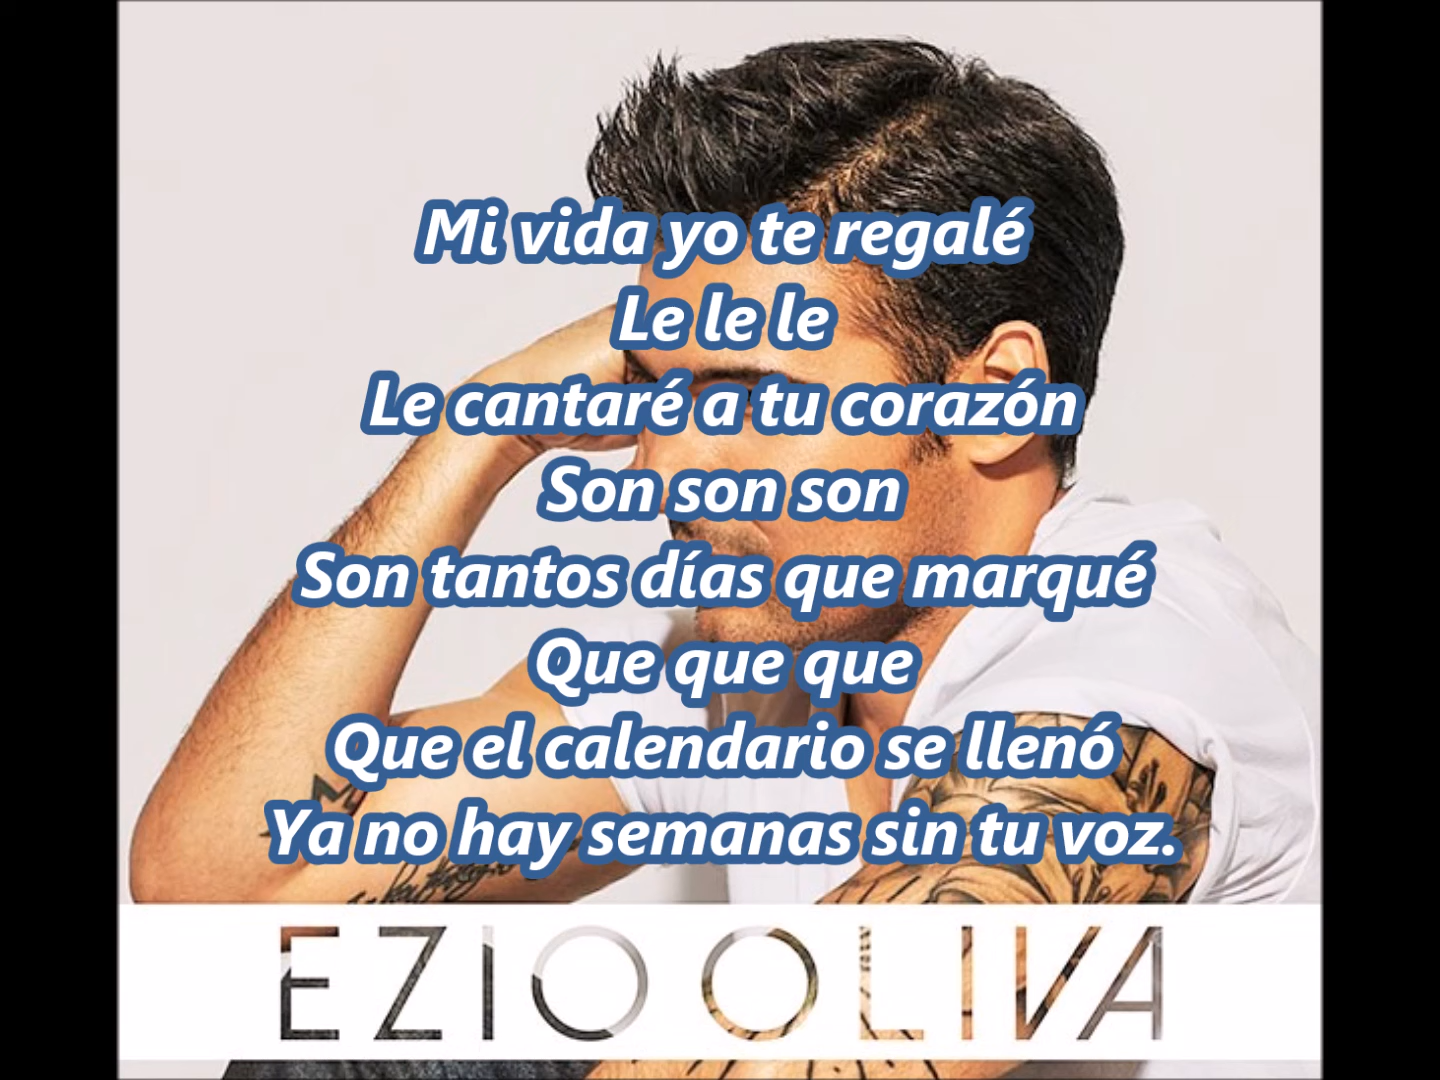 Mi vida yo te regalé
Le le le
Le cantaré a tu corazón
Son son son
Son tantos días que marqué
Que que que
Que el calendario se llenó
Ya no hay semanas sin tu voz.
EZIO OLIVA